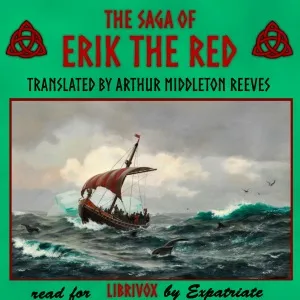 THE SAGA OF
ERIK THE RED
TRANSLATED BY ARTHUR MIDDLETON REEVES
read for LIBRIVOX by Expatriate